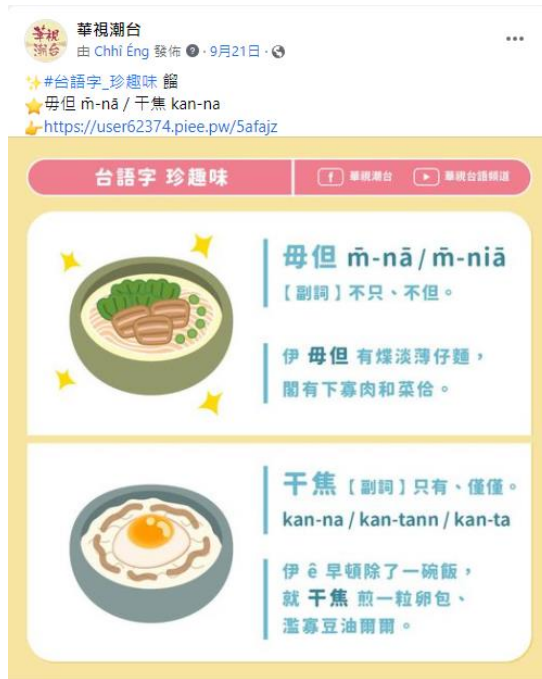 華視潮台
由 Chhî Éng 發佈 · 9月21日
✨#台語字_珍趣味 餾
⭐毋但 m̄-nā / 干焦 kan-na
👉https://user62374.piee.pw/5afajz
台語字 珍趣味
華視潮台
華視台語頻道
毋但 m̄-nā / m̄-niā
【副詞】不只、不但。
伊 毋但 有煠淡薄仔麵，
閣有下寡肉和菜佮。
干焦【副詞】只有、僅僅。
kan-na / kan-tann / kan-ta
伊 ê 早頓除了一碗飯，
就 干焦 煎一粒卵包、
濫寡豆油爾爾。